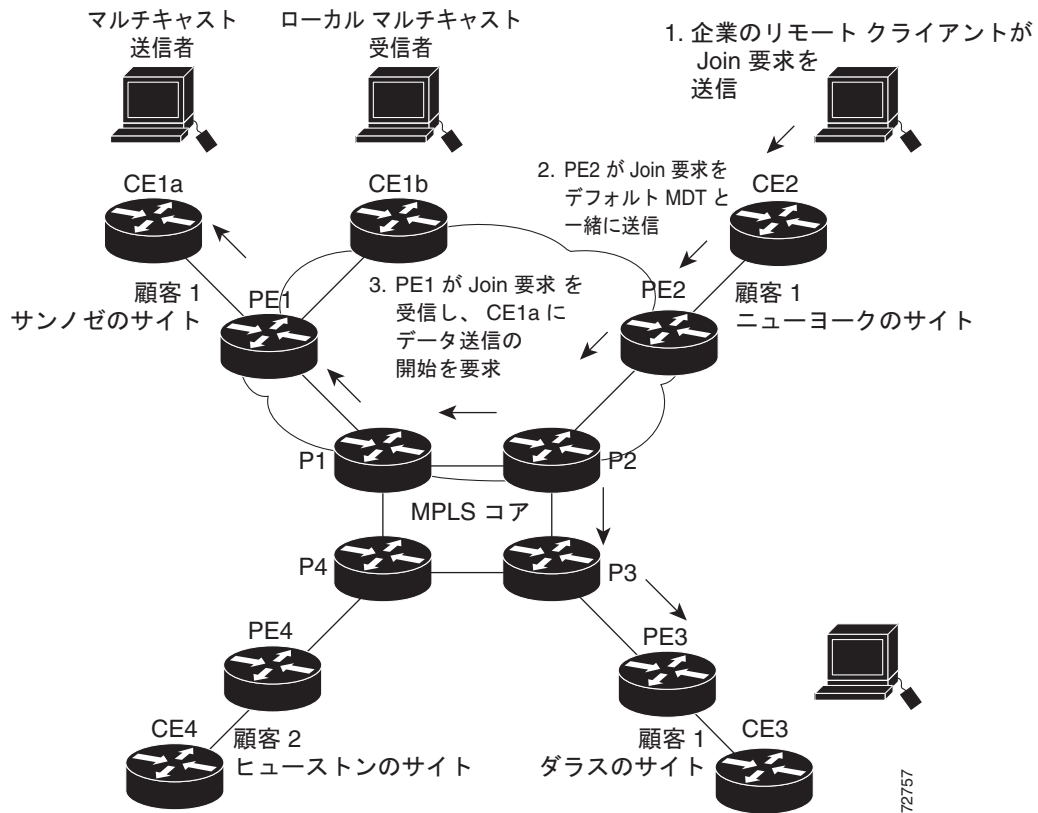 マルチキャスト
送信者
ローカル マルチキャスト
受信者
1. 企業のリモート クライアントが
Join 要求を
送信
CE1a
CE1b
2. PE2 が Join 要求を
デフォルト MDT と
一緒に送信
CE2
顧客 1
サンノゼのサイト
PE1
3. PE1 が Join 要求 を
受信し、 CE1a に
データ送信の
開始を要求
PE2
顧客 1
ニューヨークのサイト
P1
P2
MPLS コア
P4
P3
PE4
PE3
CE4
顧客 2
ヒューストンのサイト
顧客 1
ダラスのサイト
CE3
72757